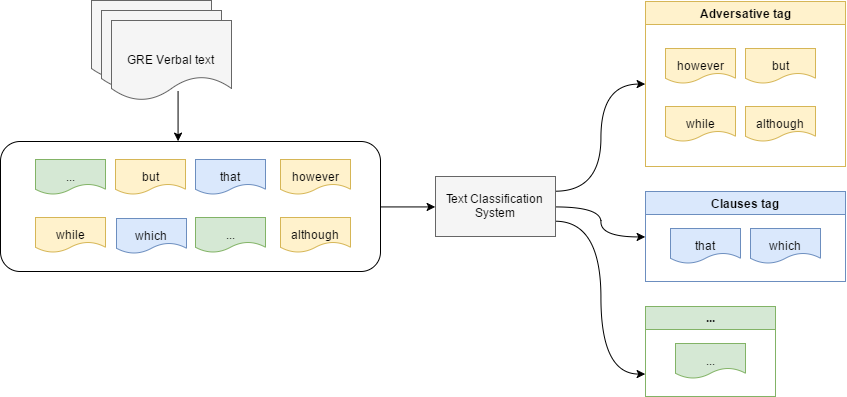 GRE Verbal text
... but that however
while which ... although
Text Classification
System
Adversative tag
however but
while although
Clauses tag
that which
...
...